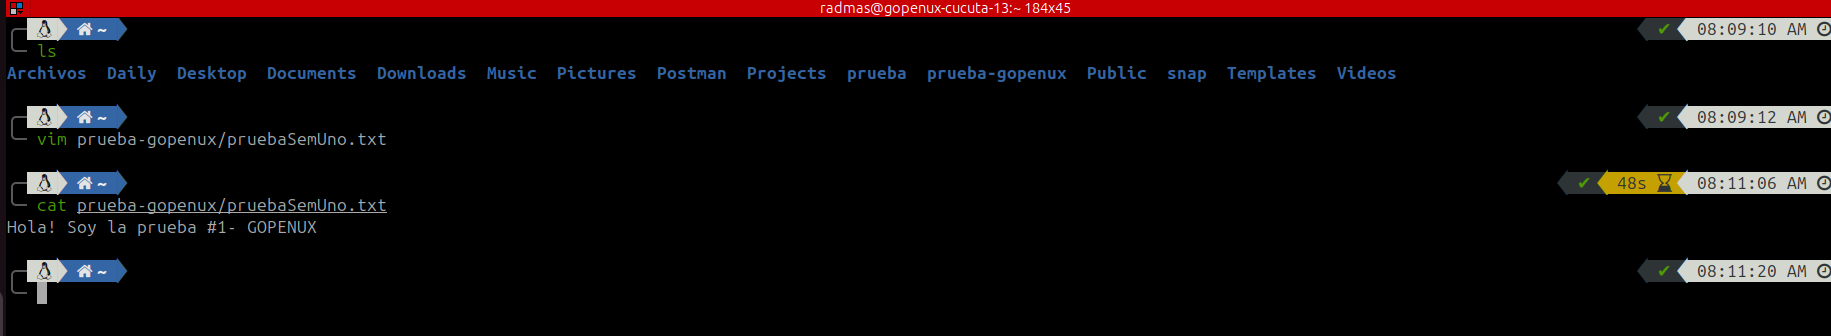 radmas@gopenux-cucuta-13:~ 184x45
~ ✔ 08:09:10 AM
ls
Archivos Daily Desktop Documents Downloads Music Pictures Postman Projects prueba prueba-gopenux Public snap Templates Videos
~ ✔ 08:09:12 AM
vim prueba-gopenux/pruebaSemUno.txt
~ ✔ 48s 08:11:06 AM
cat prueba-gopenux/pruebaSemUno.txt
Hola! Soy la prueba #1- GOPENUX
~ ✔ 08:11:20 AM